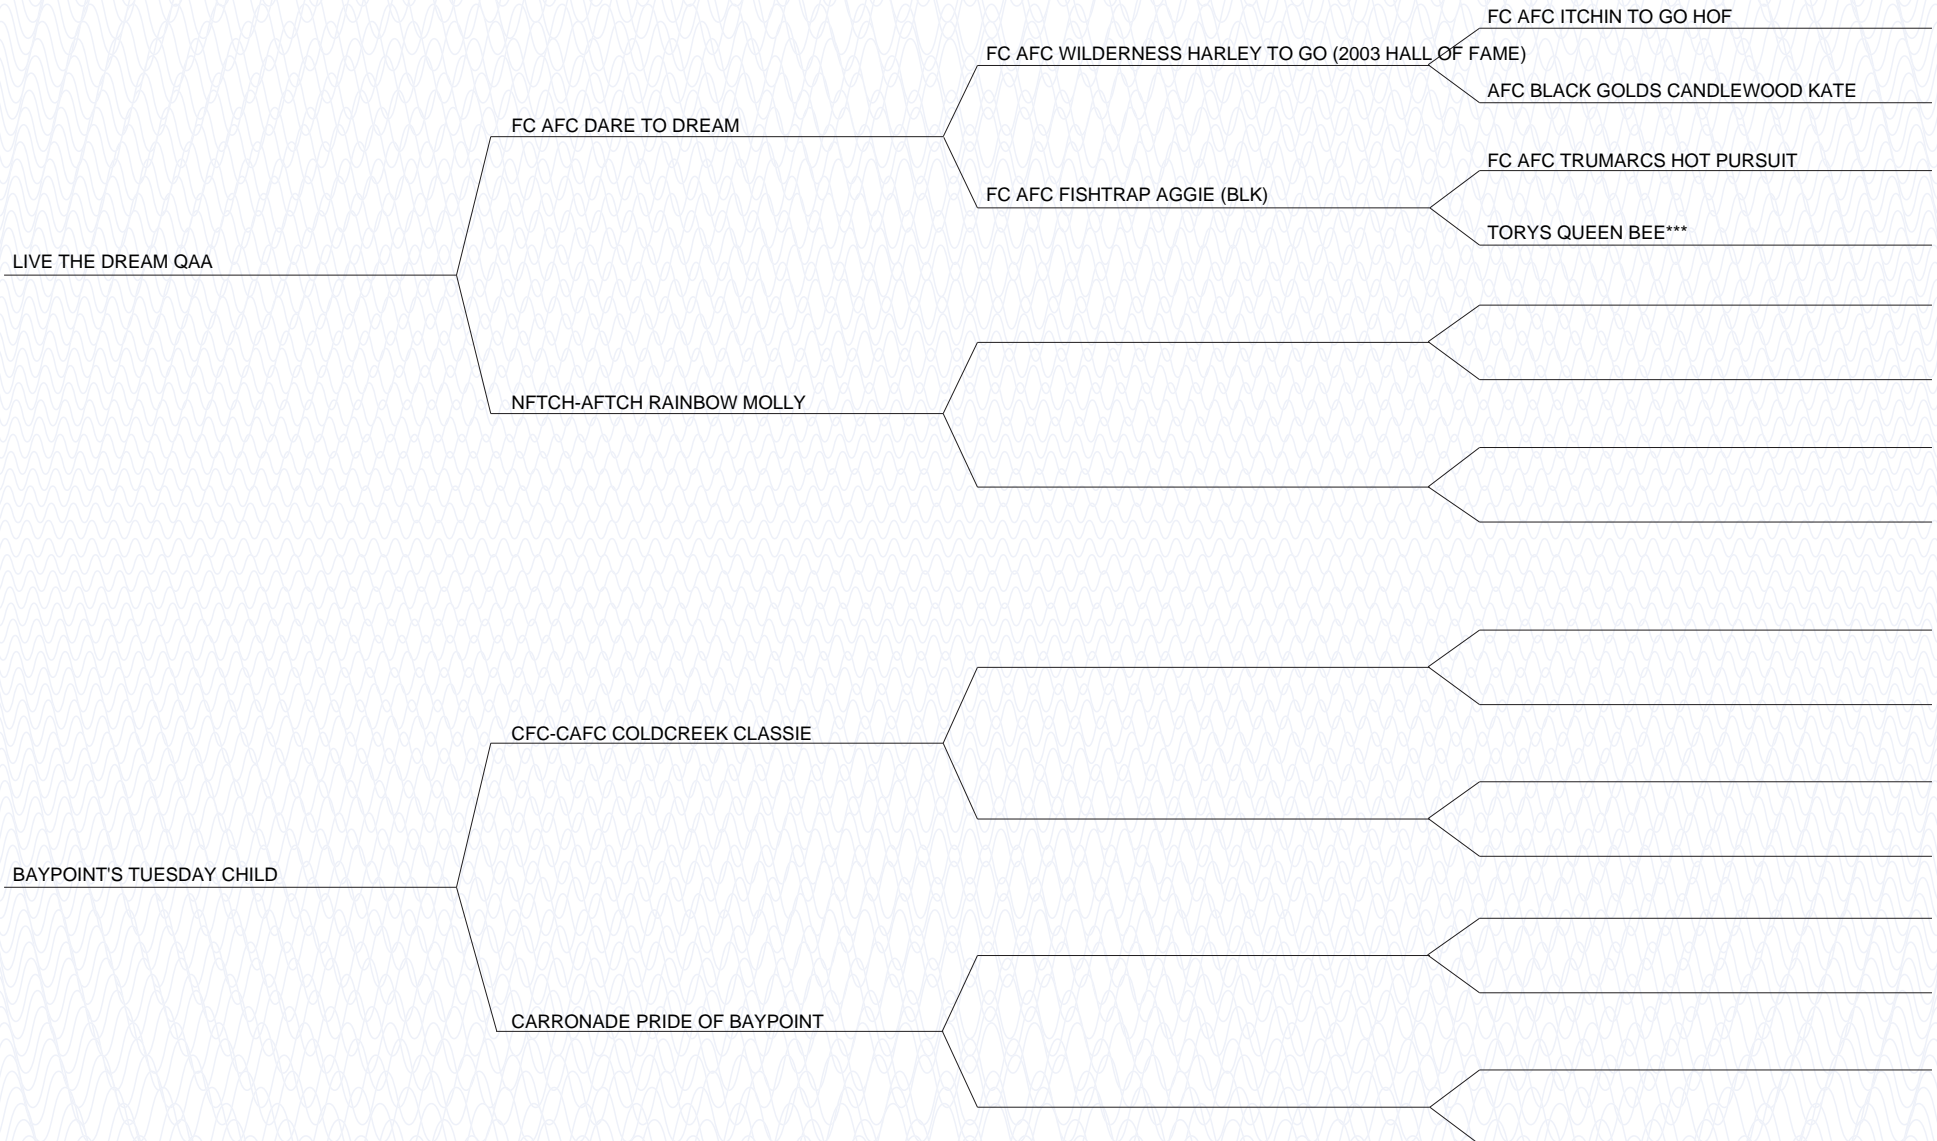 FC AFC ITCHIN TO GO HOF
FC AFC WILDERNESS HARLEY TO GO (2003 HALL OF FAME)
AFC BLACK GOLDS CANDLEWOOD KATE
FC AFC DARE TO DREAM
FC AFC TRUMARCS HOT PURSUIT
FC AFC FISHTRAP AGGIE (BLK)
TORYS QUEEN BEE***
LIVE THE DREAM QAA
NFTCH-AFTCH RAINBOW MOLLY
CFC-CAFC COLDCREEK CLASSIE
BAYPOINT'S TUESDAY CHILD
CARRONADE PRIDE OF BAYPOINT